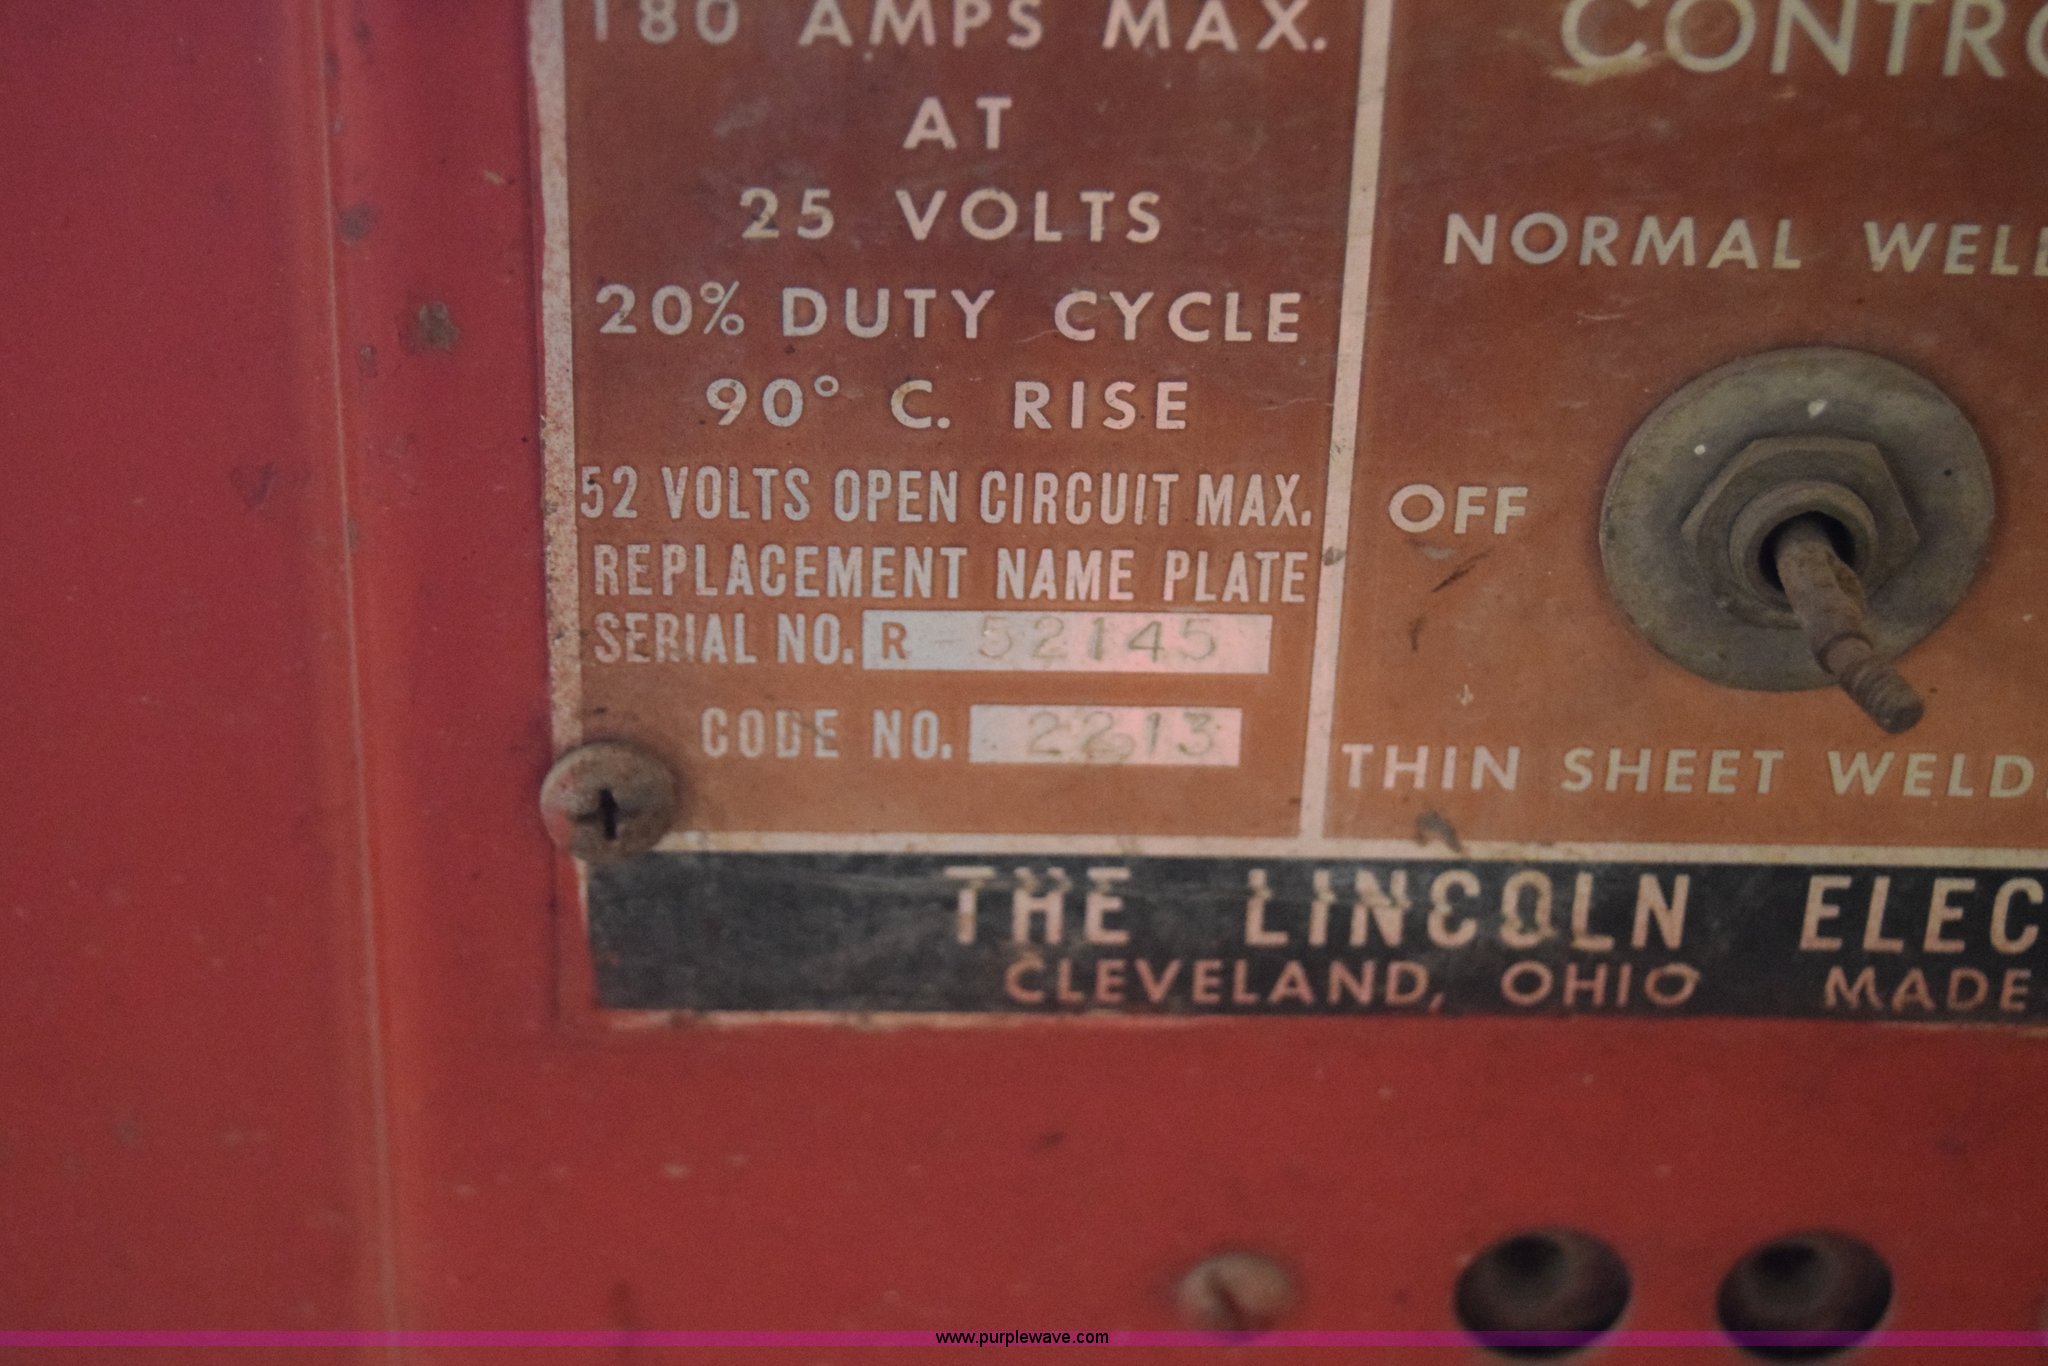 180 AMPS MAX.
AT
25 VOLTS
20% DUTY CYCLE
90° C. RISE
52 VOLTS OPEN CIRCUIT MAX.
REPLACEMENT NAME PLATE
SERIAL NO. R - 52145
CODE NO. 2213
CONTRO
NORMAL WELD
OFF
THIN SHEET WELD
THE LINCOLN ELEC
CLEVELAND, OHIO MADE
www.purplewave.com